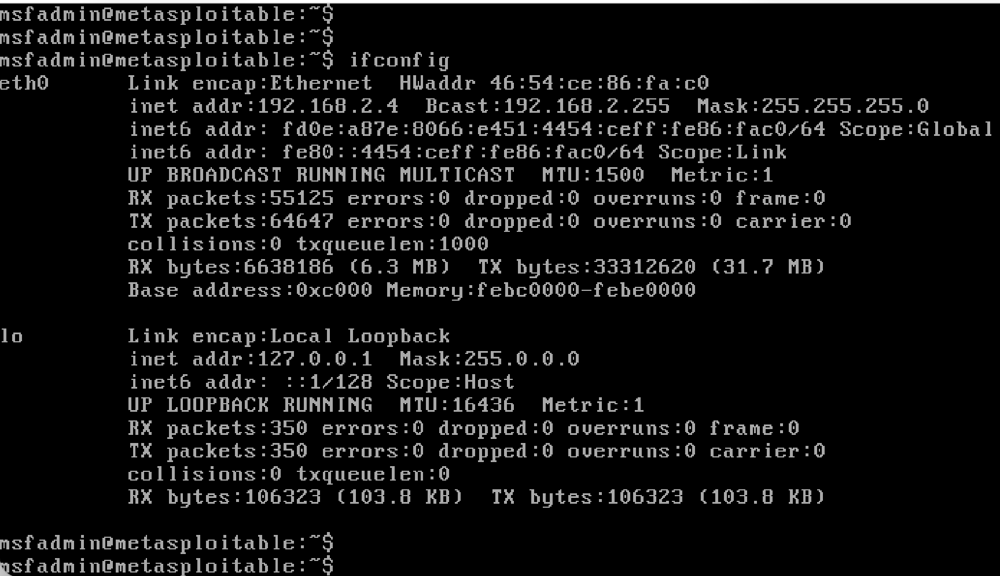 msfadmin@metasploitable:~$
msfadmin@metasploitable:~$
msfadmin@metasploitable:~$ ifconfig
eth0      Link encap:Ethernet  HWaddr 46:54:ce:86:fa:c0
          inet addr:192.168.2.4  Bcast:192.168.2.255  Mask:255.255.255.0
          inet6 addr: fd0e:a87e:8066:e451:4454:ceff:fe86:fac0/64 Scope:Global
          inet6 addr: fe80::4454:ceff:fe86:fac0/64 Scope:Link
          UP BROADCAST RUNNING MULTICAST  MTU:1500  Metric:1
          RX packets:55125 errors:0 dropped:0 overruns:0 frame:0
          TX packets:64647 errors:0 dropped:0 overruns:0 carrier:0
          collisions:0 txqueuelen:1000
          RX bytes:6638186 (6.3 MB)  TX bytes:33312620 (31.7 MB)
          Base address:0xc000 Memory:febc0000-febe0000

lo        Link encap:Local Loopback
          inet addr:127.0.0.1  Mask:255.0.0.0
          inet6 addr: ::1/128 Scope:Host
          UP LOOPBACK RUNNING  MTU:16436  Metric:1
          RX packets:350 errors:0 dropped:0 overruns:0 frame:0
          TX packets:350 errors:0 dropped:0 overruns:0 carrier:0
          collisions:0 txqueuelen:0
          RX bytes:106323 (103.8 KB)  TX bytes:106323 (103.8 KB)

msfadmin@metasploitable:~$
msfadmin@metasploitable:~$